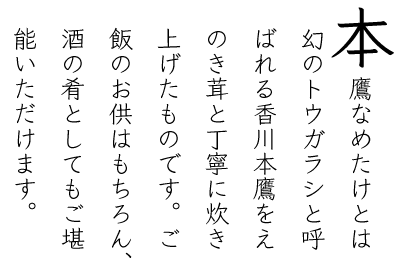 本鷹なめたけとは
幻のトウガラシと呼
ばれる香川本鷹をえ
のき茸と丁寧に炊き
上げたものです。ご
飯のお供はもちろん、
酒の肴としてもご堪
能いただけます。